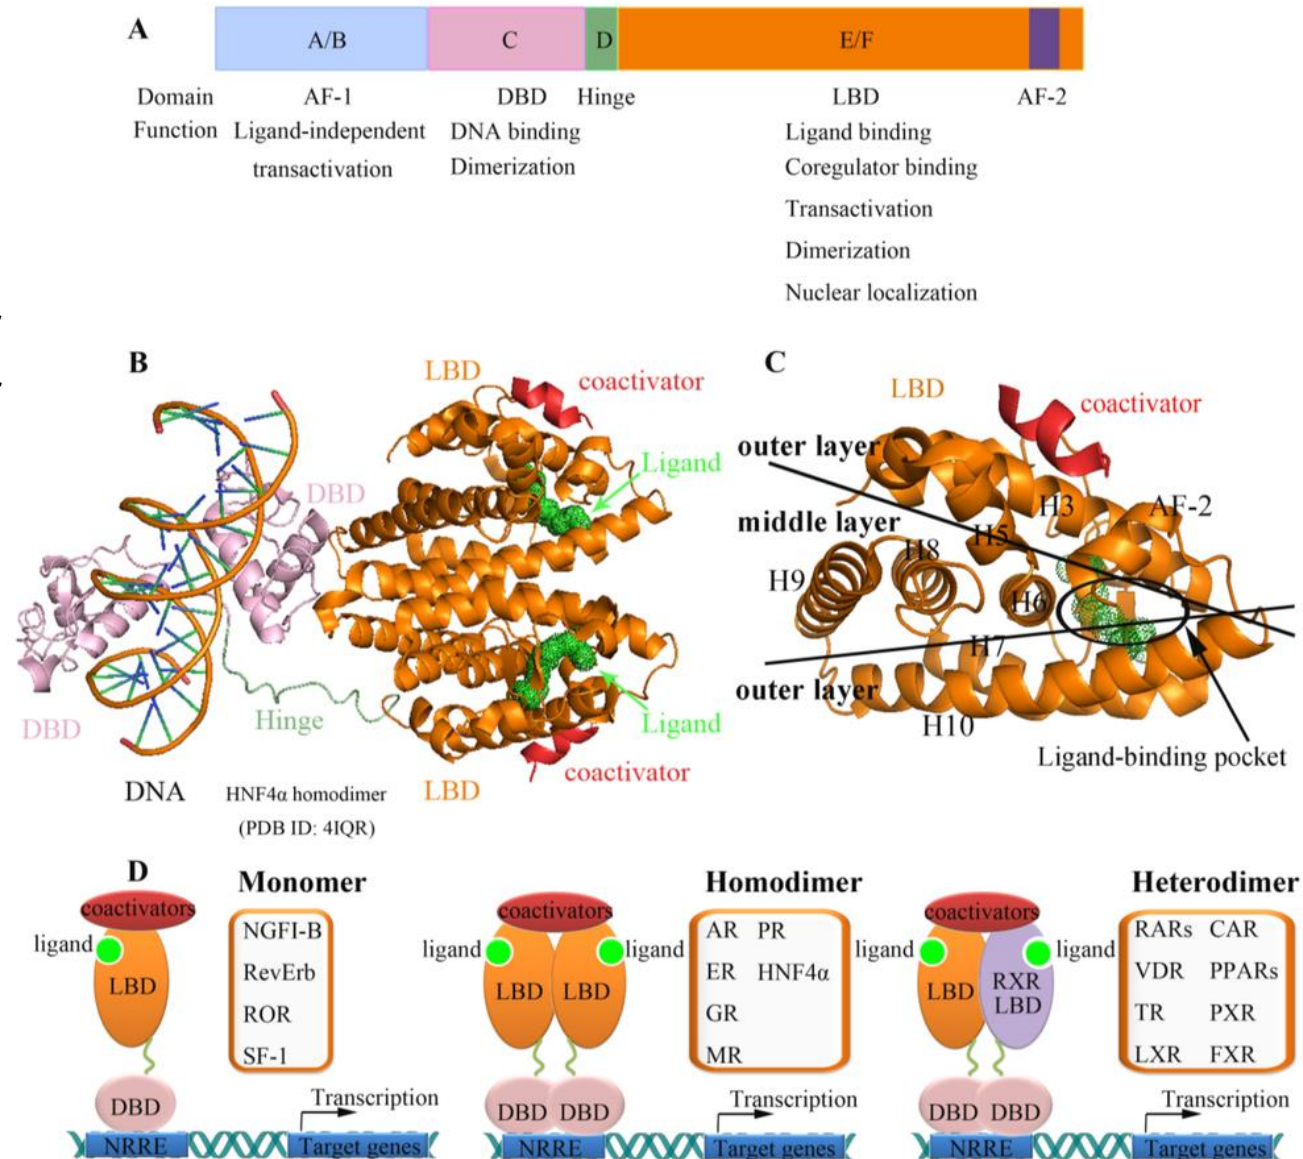 A
A/B C D E/F
Domain AF-1 DBD Hinge LBD AF-2
Function Ligand-independent DNA binding Ligand binding
transactivation Dimerization Coregulator binding
Transactivation
Dimerization
Nuclear localization
B
LBD
coactivator
Ligand
DBD
DBD
Hinge
Ligand
coactivator
LBD
DNA
HNF4α homodimer
(PDB ID: 4IQR)
C
LBD
coactivator
outer layer
H3
AF-2
middle layer
H5
H8
H9
H6
H7
outer layer
H10
Ligand-binding pocket
D
Monomer
coactivators
ligand
LBD
NGFI-B
RevErb
ROR
SF-1
DBD
Transcription
NRRE
Target genes
Homodimer
coactivators
ligand
ligand
LBD LBD
AR PR
ER HNF4α
GR
MR
DBD DBD
Transcription
NRRE
Target genes
Heterodimer
coactivators
ligand
ligand
LBD
RXR
LBD
RARs CAR
VDR PPARs
TR PXR
LXR FXR
DBD DBD
Transcription
NRRE
Target genes